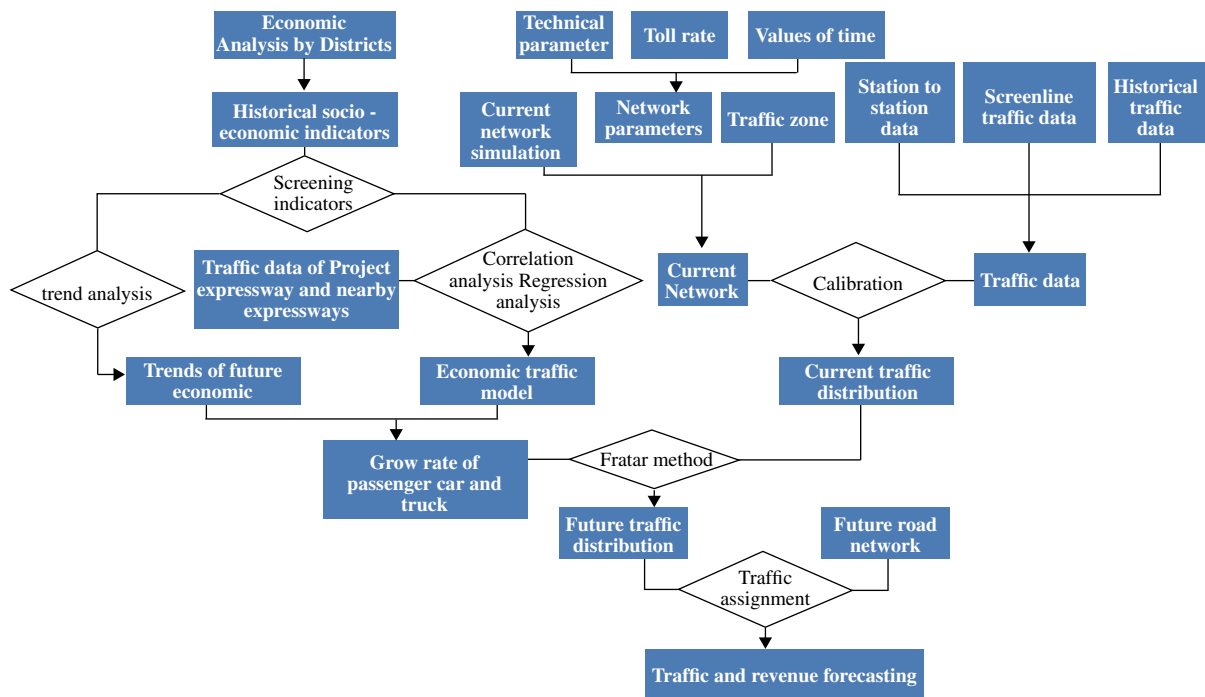 Economic
Analysis by Districts
Technical
parameter
Toll rate
Values of time
Historical socio -
economic indicators
Current
network
simulation
Network
parameters
Traffic zone
Station to
station
data
Screenline
traffic data
Historical
traffic
data
Screening
indicators
trend analysis
Traffic data of Project
expressway and nearby
expressways
Correlation
analysis Regression
analysis
Current
Network
Calibration
Traffic data
Trends of future
economic
Economic traffic
model
Current traffic
distribution
Grow rate of
passenger car and
truck
Fratar method
Future traffic
distribution
Future road
network
Traffic
assignment
Traffic and revenue forecasting